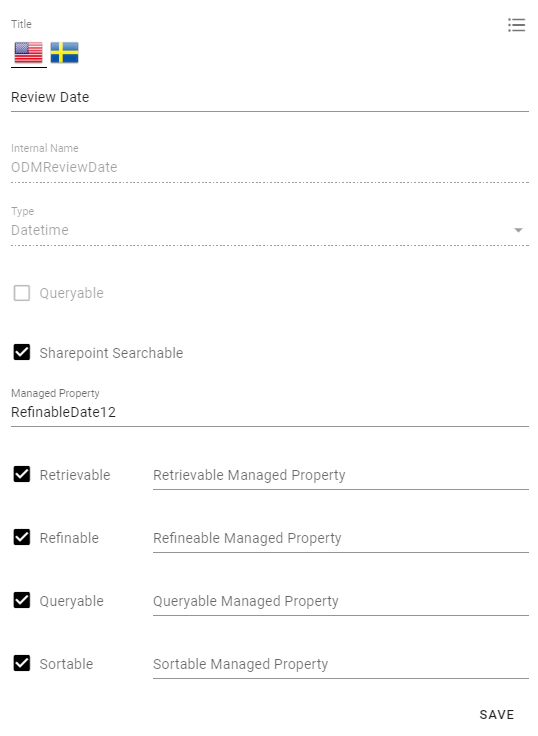 Title
Review Date
Internal Name
ODMReviewDate
Type
Datetime
Queryable
Sharepoint Searchable
Managed Property
RefinableDate12
Retrievable Retrievable Managed Property
Refinable Refineable Managed Property
Queryable Queryable Managed Property
Sortable Sortable Managed Property
SAVE